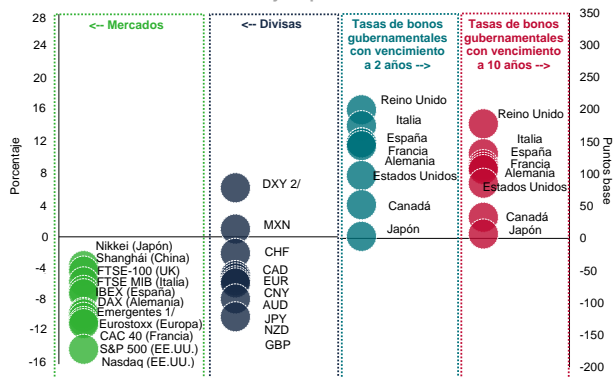 Porcentaje
28
24
20
16
12
8
4
0
-4
-8
-12
-16
<-- Mercados
Nikkei (Japón)
Shanghái (China)
FTSE-100 (UK)
FTSE MIB (Italia)
IBEX (España)
DAX (Alemania)
Emergentes 1/
Eurostoxx (Europa)
CAC 40 (Francia)
S&P 500 (EE.UU.)
Nasdaq (EE.UU.)
<-- Divisas
DXY 2/
MXN
CHF
CAD
EUR
CNY
AUD
JPY
NZD
GBP
Tasas de bonos
gubernamentales
con vencimiento
a 2 años -->
Reino Unido
Italia
España
Francia
Alemania
Estados Unidos
Canadá
Japón
Tasas de bonos
gubernamentales
con vencimiento
a 10 años -->
Reino Unido
Italia
España
Francia
Alemania
Estados Unidos
Canadá
Japón
350
300
250
200
150
100
50
0
-50
-100
-150
-200
Puntos base